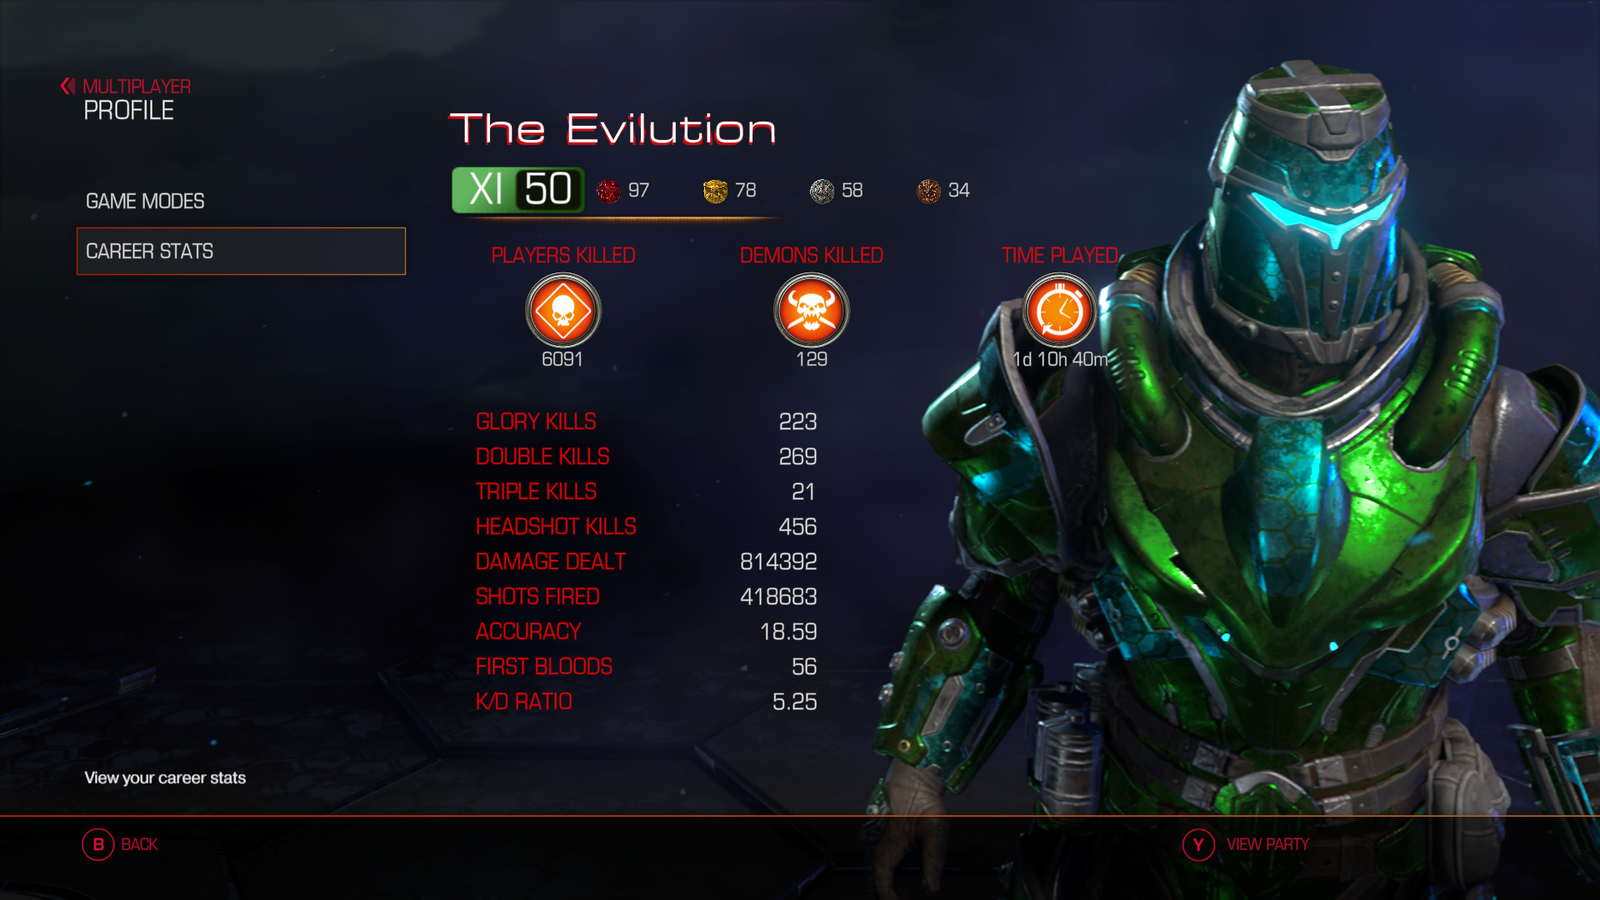 MULTIPLAYER
PROFILE
GAME MODES
CAREER STATS
The Evilution
XI 50 97 78 58 34
PLAYERS KILLED DEMONS KILLED TIME PLAYED
6091 129 1d 10h 40m
GLORY KILLS 223
DOUBLE KILLS 269
TRIPLE KILLS 21
HEADSHOT KILLS 456
DAMAGE DEALT 814392
SHOTS FIRED 418683
ACCURACY 18.59
FIRST BLOODS 56
K/D RATIO 5.25
View your career stats
B BACK Y VIEW PARTY